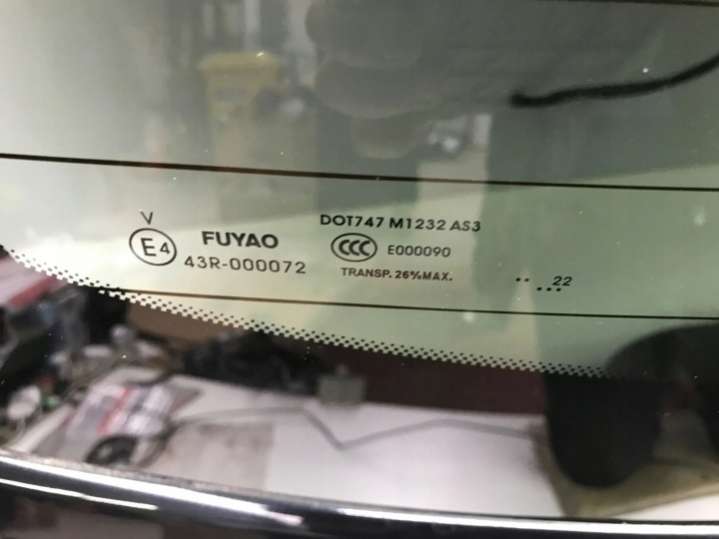 V
E4
FUYAO
43R-000072
DOT747 M1232 AS3
CCC E000090
TRANSP. 26%MAX.
.. ... 22